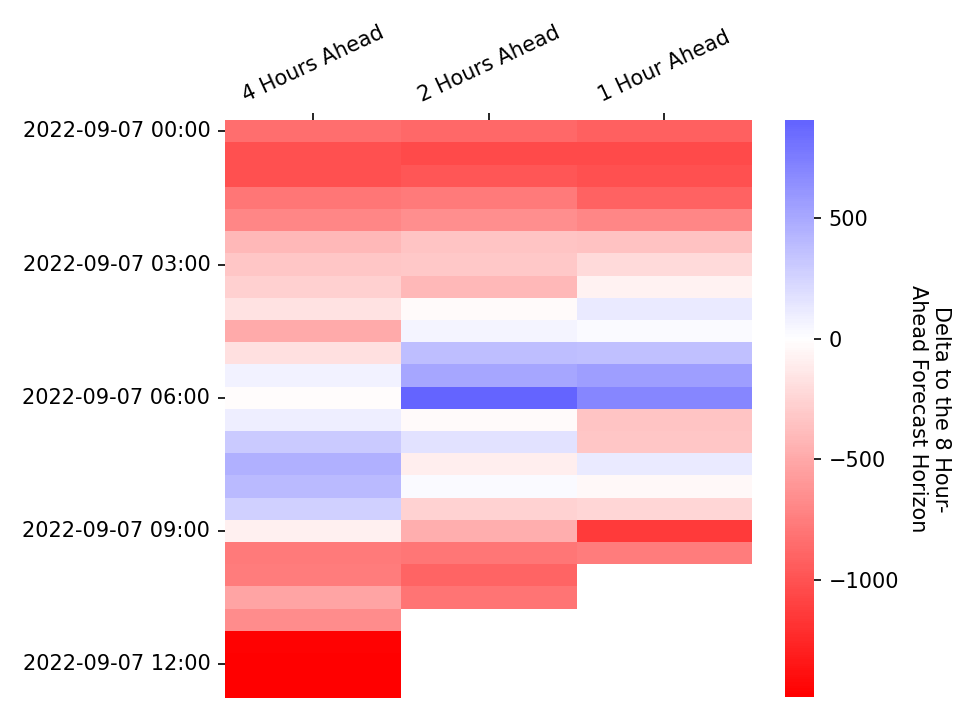 4 Hours Ahead
2 Hours Ahead
1 Hour Ahead
2022-09-07 00:00
2022-09-07 03:00
2022-09-07 06:00
2022-09-07 09:00
2022-09-07 12:00
500
0
−500
−1000
Delta to the 8 Hour-
Ahead Forecast Horizon